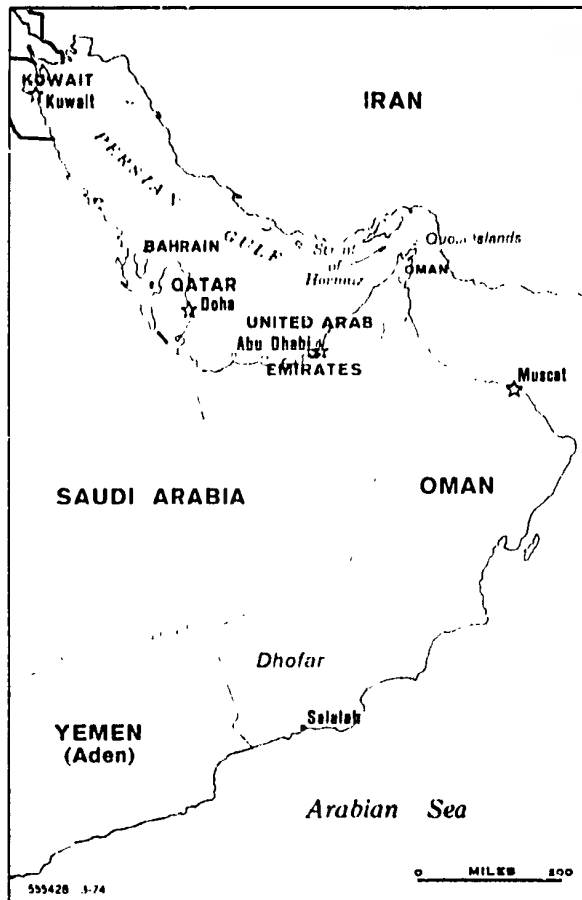 KUWAIT
Kuwait
IRAN
PERSIAN
GULF
BAHRAIN
QATAR
Doha
Strait
of
Hormuz
Islands
OMAN
UNITED ARAB
Abu Dhabi
EMIRATES
Muscat
SAUDI ARABIA
OMAN
Dhofar
Salalah
YEMEN
(Aden)
Arabian Sea
0 MILES 200
555428 3-74